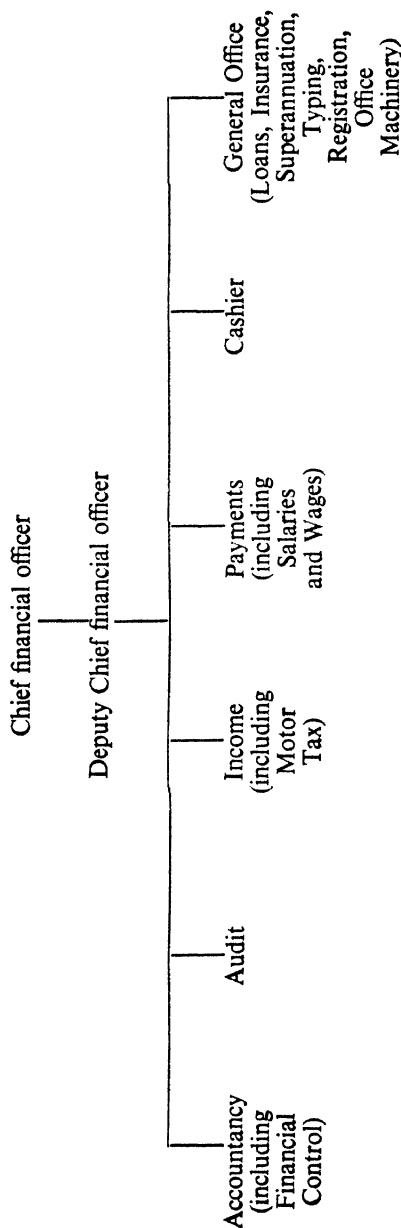 Chief financial officer
Deputy Chief financial officer
Accountancy
(including
Financial
Control)
Audit
Income
(including
Motor
Tax)
Payments
(including
Salaries
and Wages)
Cashier
General Office
(Loans, Insurance,
Superannuation,
Typing,
Registration,
Office
Machinery)